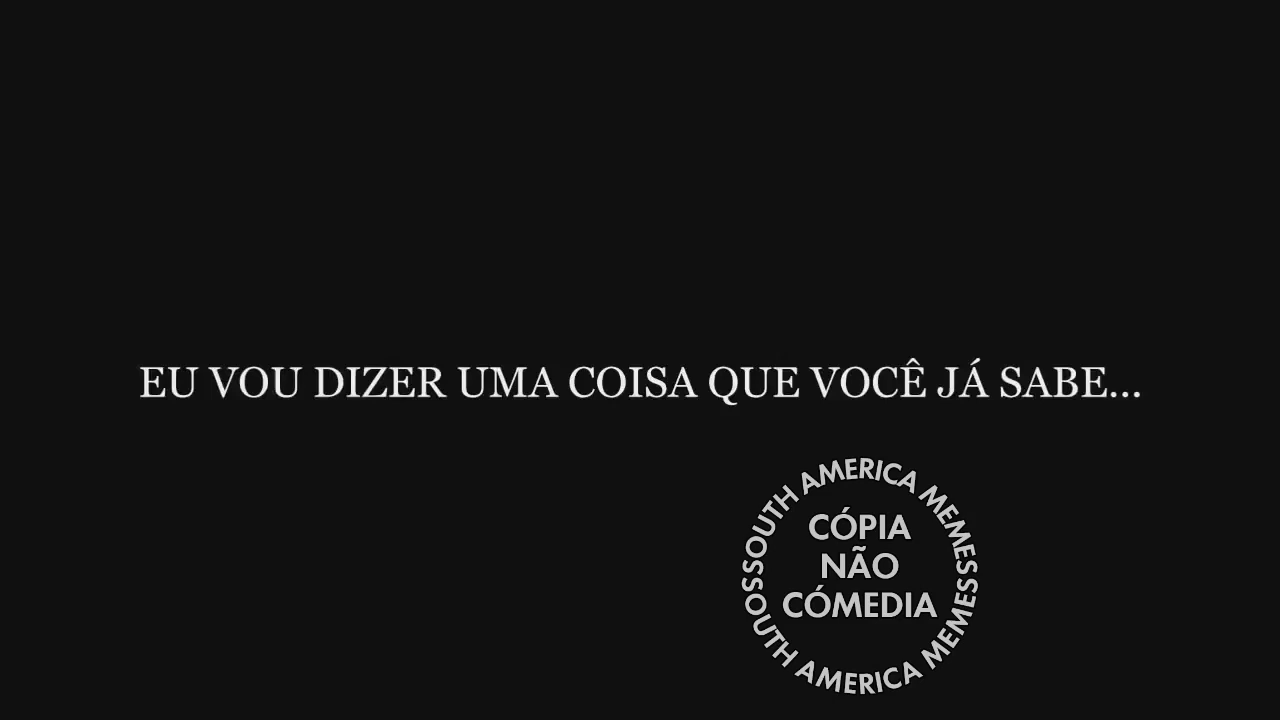 EU VOU DIZER UMA COISA QUE VOCÊ JÁ SABE...
SOUTH AMERICA MEMES
CÓPIA
NÃO
CÓMEDIA
SOUTH AMERICA MEMES